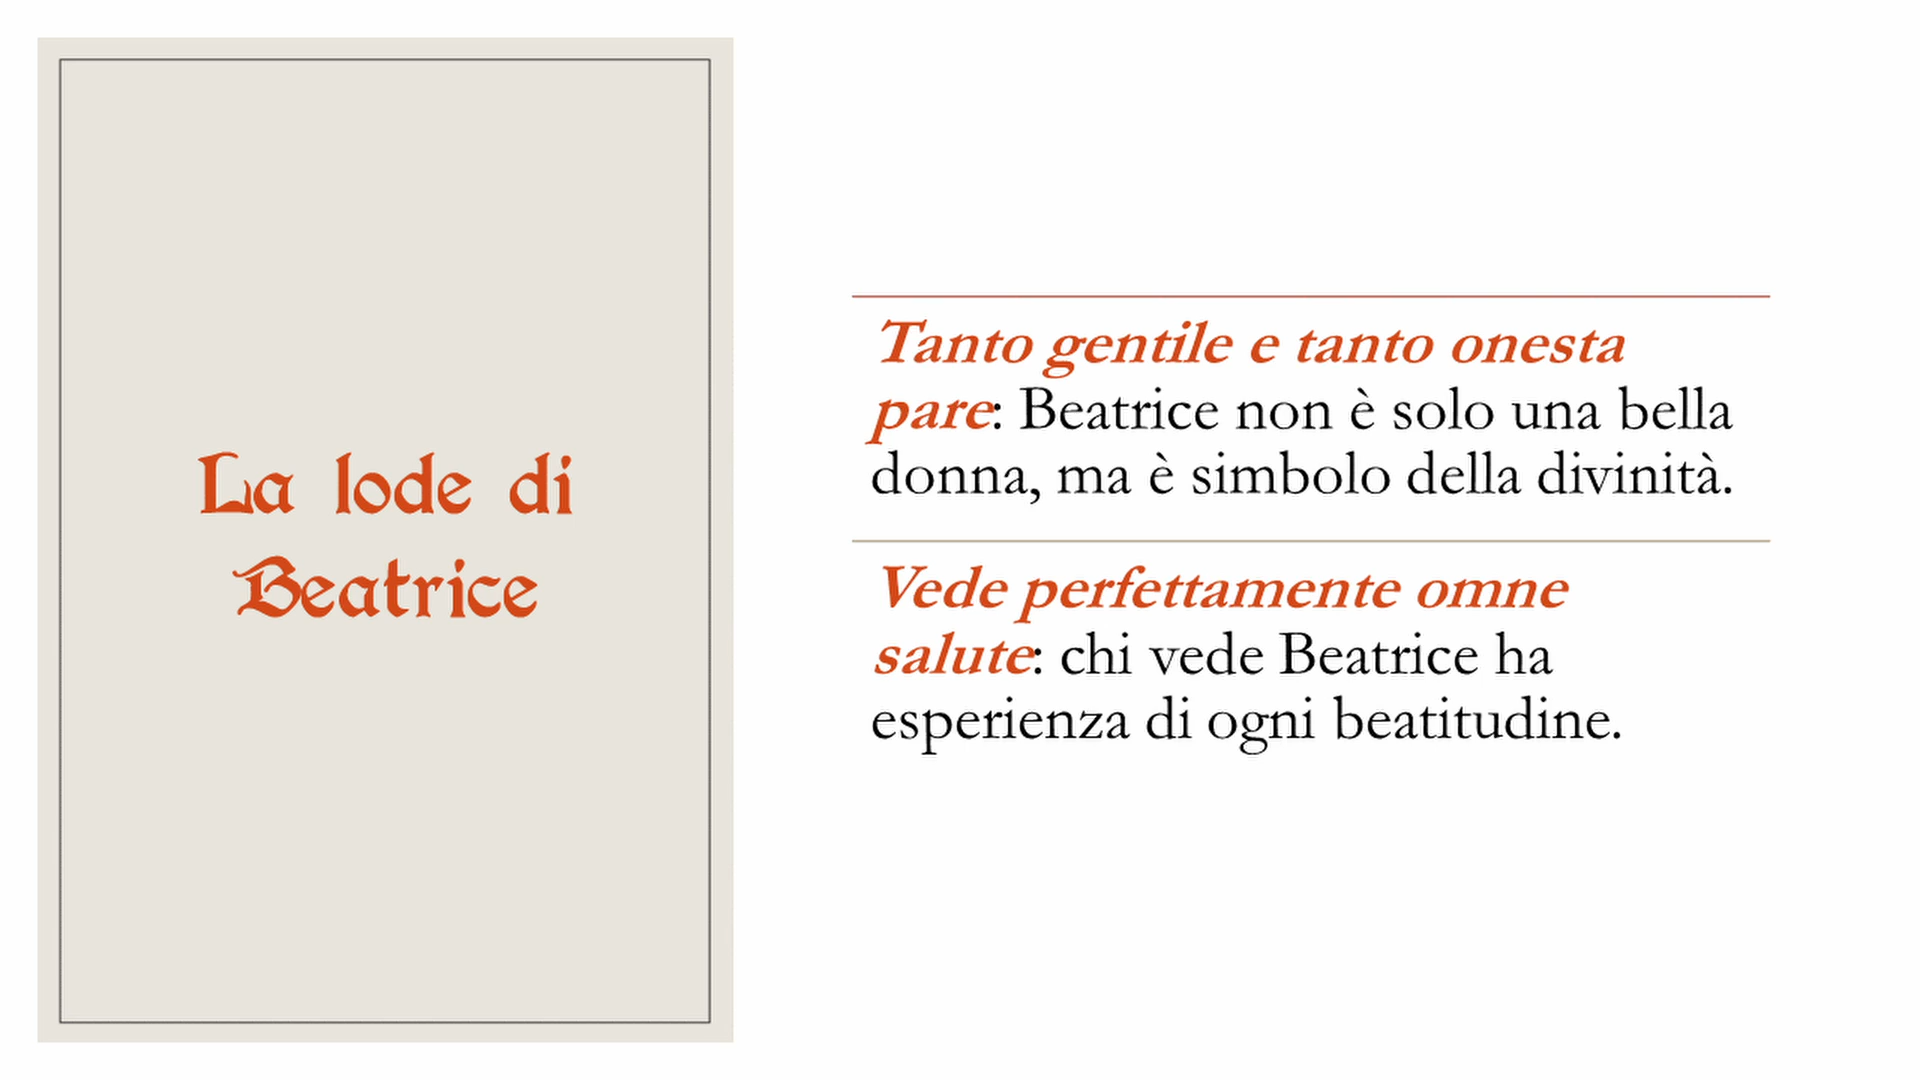 La lode di
Beatrice
Tanto gentile e tanto onesta
pare: Beatrice non è solo una bella
donna, ma è simbolo della divinità.
Vede perfettamente omne
salute: chi vede Beatrice ha
esperienza di ogni beatitudine.